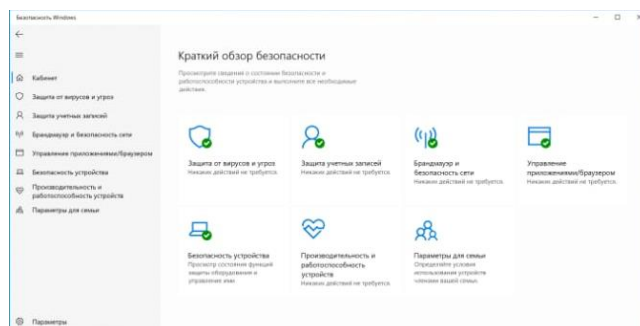 Безопасность Windows
Кабинет
Защита от вирусов и угроз
Защита учетных записей
Брандмауэр и безопасность сети
Управление приложениями/браузером
Безопасность устройства
Производительность и
работоспособность устройств
Параметры для семьи
Параметры
Краткий обзор безопасности
Просмотрите сведения о состоянии безопасности и
работоспособности устройства и выполните все необходимые
действия.
Защита от вирусов и угроз
Никаких действий не требуется.
Защита учетных записей
Никаких действий не требуется.
Брандмауэр и
безопасность сети
Никаких действий не требуется.
Управление
приложениями/браузером
Никаких действий не требуется.
Безопасность устройства
Просмотр состояния функций
защиты оборудования и
управление ими.
Производительность и
работоспособность
устройств
Никаких действий не требуется.
Параметры для семьи
Определяйте условия
использования устройств
членами вашей семьи.